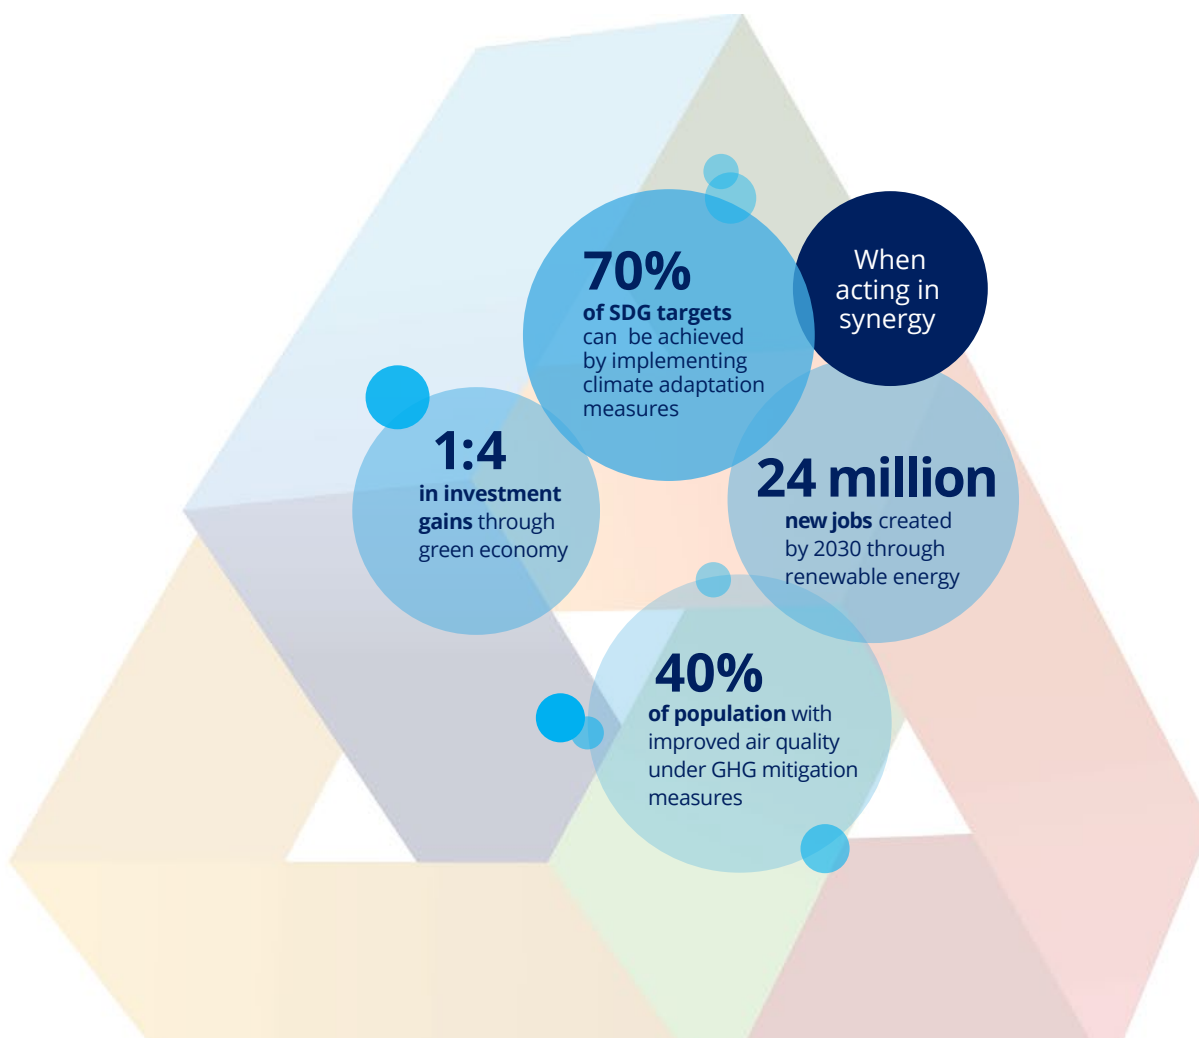 When
acting in
synergy
70%
of SDG targets
can be achieved
by implementing
climate adaptation
measures
1:4
in investment
gains through
green economy
24 million
new jobs created
by 2030 through
renewable energy
40%
of population with
improved air quality
under GHG mitigation
measures